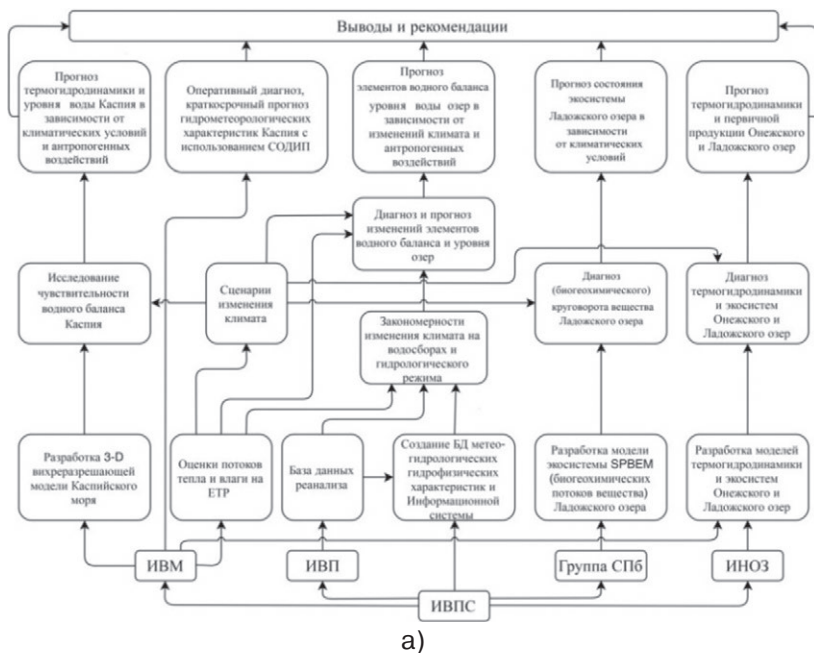 Выводы и рекомендации
Прогноз
термогидродинамики и
уровня воды Каспия в
зависимости от
климатических условий
и антропогенных
воздействий
Оперативный диагноз,
краткосрочный прогноз
гидрометеорологических
характеристик Каспия с
использованием СОДИП
Прогноз
элементов водного баланса
уровня воды озер в
зависимости от
изменений климата и
антропогенных
воздействий
Прогноз состояния
экосистемы
Ладожского озера в
зависимости
от климатических
условий
Прогноз
термогидродинамики
и первичной
продукции Онежского
и Ладожского озер
Диагноз и прогноз
изменений элементов
водного баланса и уровня
озер
Исследование
чувствительности
водного баланса
Каспия
Сценарии
изменения
климата
Диагноз
(биогеохимического)
круговорота вещества
Ладожского озера
Диагноз
термогидродинамики
и экосистем
Онежского и
Ладожского озер
Закономерности
изменения климата на
водосборах и
гидрологического
режима
Разработка 3-D
вихреразрешающей
модели Каспийского
моря
Оценки потоков
тепла и влаги на
ЕТР
База данных
реанализа
Создание БД метео-
гидрологических
гидрофизических
характеристик и
Информационной
системы
Разработка модели
экосистемы SPBEM
(биогеохимических
потоков вещества)
Ладожского озера
Разработка моделей
термогидродинамики
и экосистем
Онежского и
Ладожского озер
ИВМ
ИВП
Группа СПб
ИНОЗ
ИВПС
а)